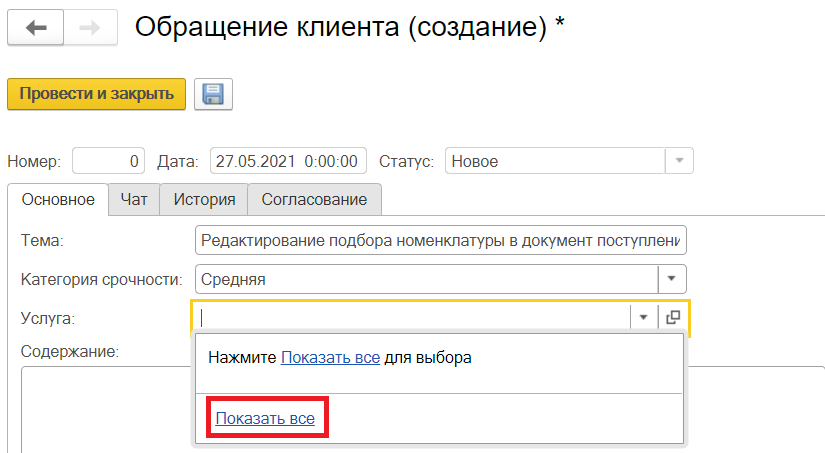 Обращение клиента (создание) *
Провести и закрыть
Номер: 0 Дата: 27.05.2021 0:00:00 Статус: Новое
Основное Чат История Согласование
Тема: Редактирование подбора номенклатуры в документ поступлени
Категория срочности: Средняя
Услуга:
Нажмите Показать все для выбора
Содержание:
Показать все